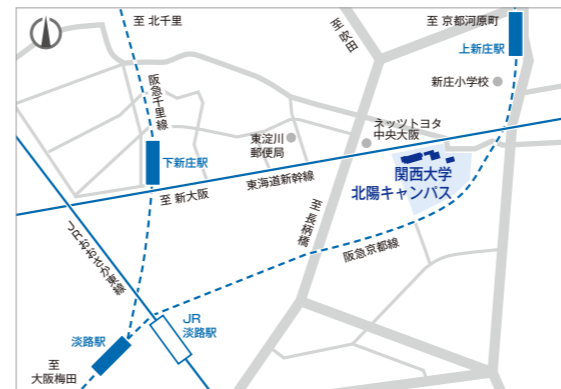 至 北千里
至 京都河原町
至 吹田
上新庄駅
新庄小学校
阪急千里線
ネッツトヨタ
中央大阪
東淀川
郵便局
下新庄駅
関西大学
北陽キャンパス
東海道新幹線
至 新大阪
至 長柄橋
阪急京都線
JRおおさか東線
JR
淡路駅
淡路駅
至
大阪梅田